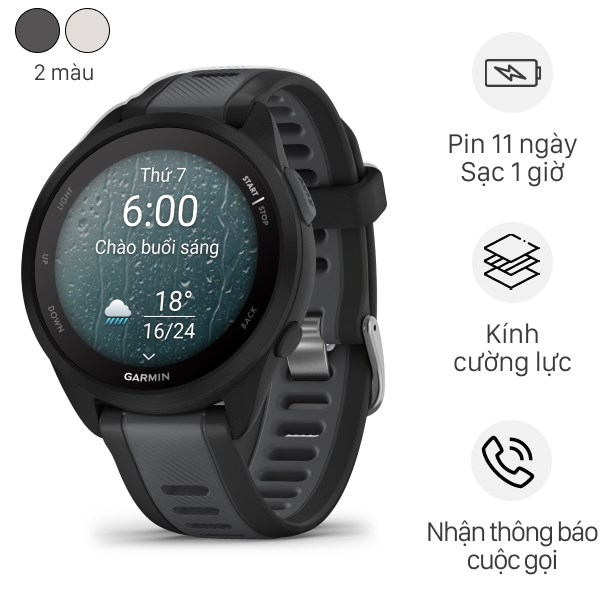 2 màu
LIGHT
START
STOP
Thứ 7
6:00
Chào buổi sáng
UP
18°
16/24
DOWN
BACK
GARMIN
Pin 11 ngày
Sạc 1 giờ
Kính
cường lực
Nhận thông báo
cuộc gọi